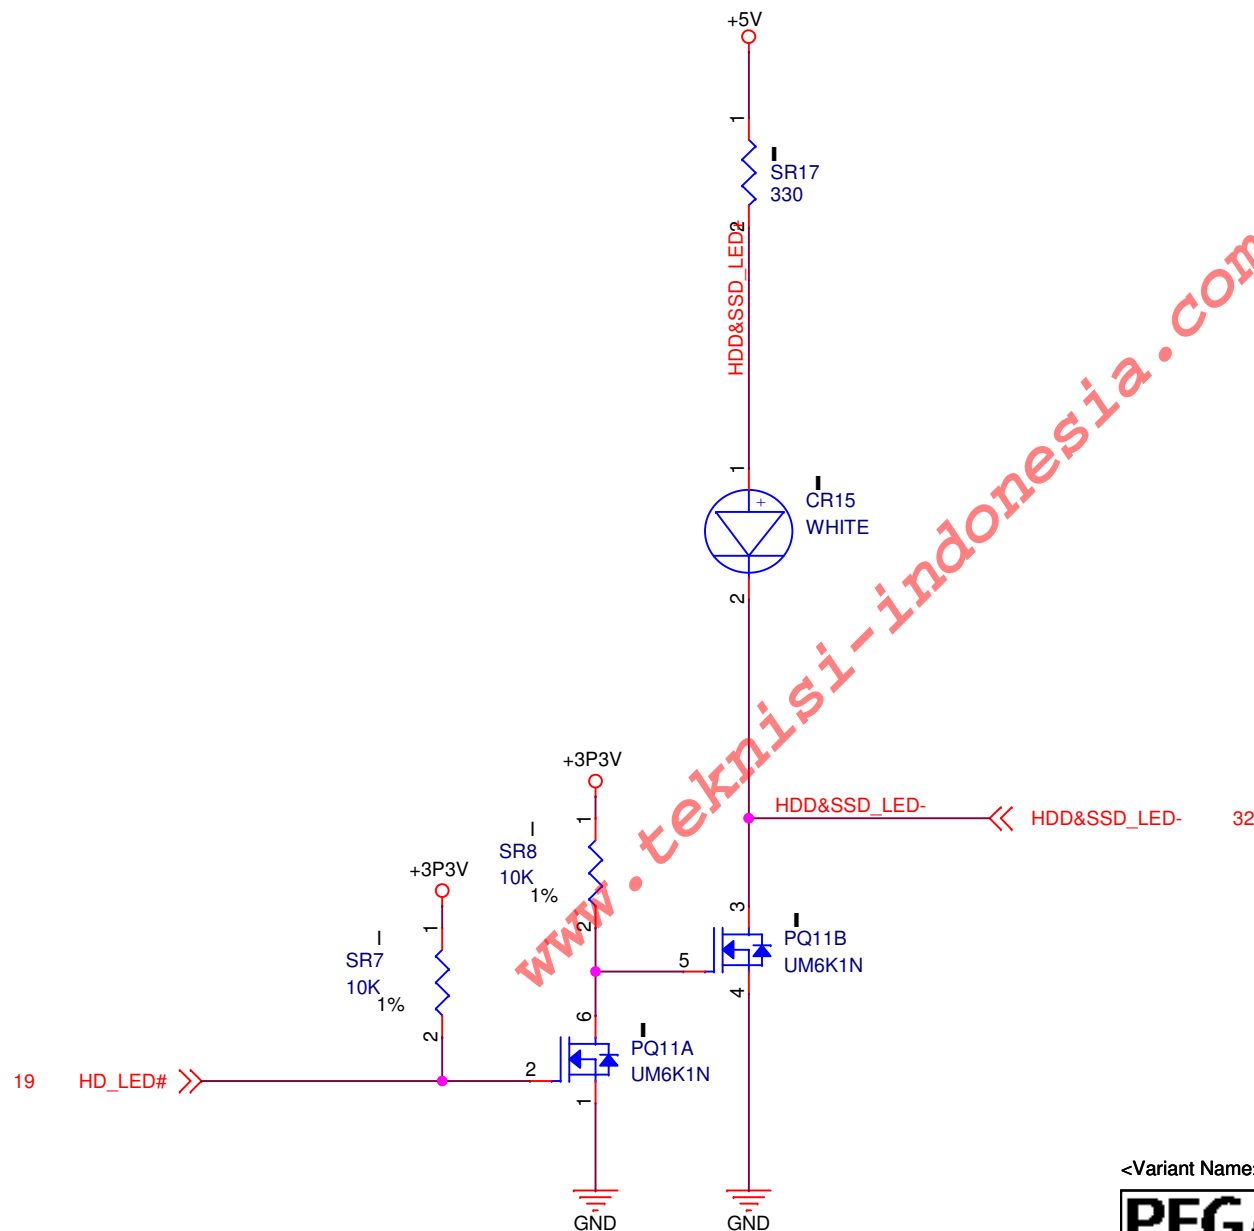 +5V
1
SR17
330
2
HDD&SSD_LED+
1
+
CR15
WHITE
2
www.teknisi-indonesia.com
+3P3V
HDD&SSD_LED-
HDD&SSD_LED- 32
1
I
SR8
10K
1%
2
+3P3V
1
I
SR7
10K
1%
2
3
I
PQ11B
UM6K1N
5
4
6
I
PQ11A
UM6K1N
2
1
19 HD_LED#
GND
GND
<Variant Name>